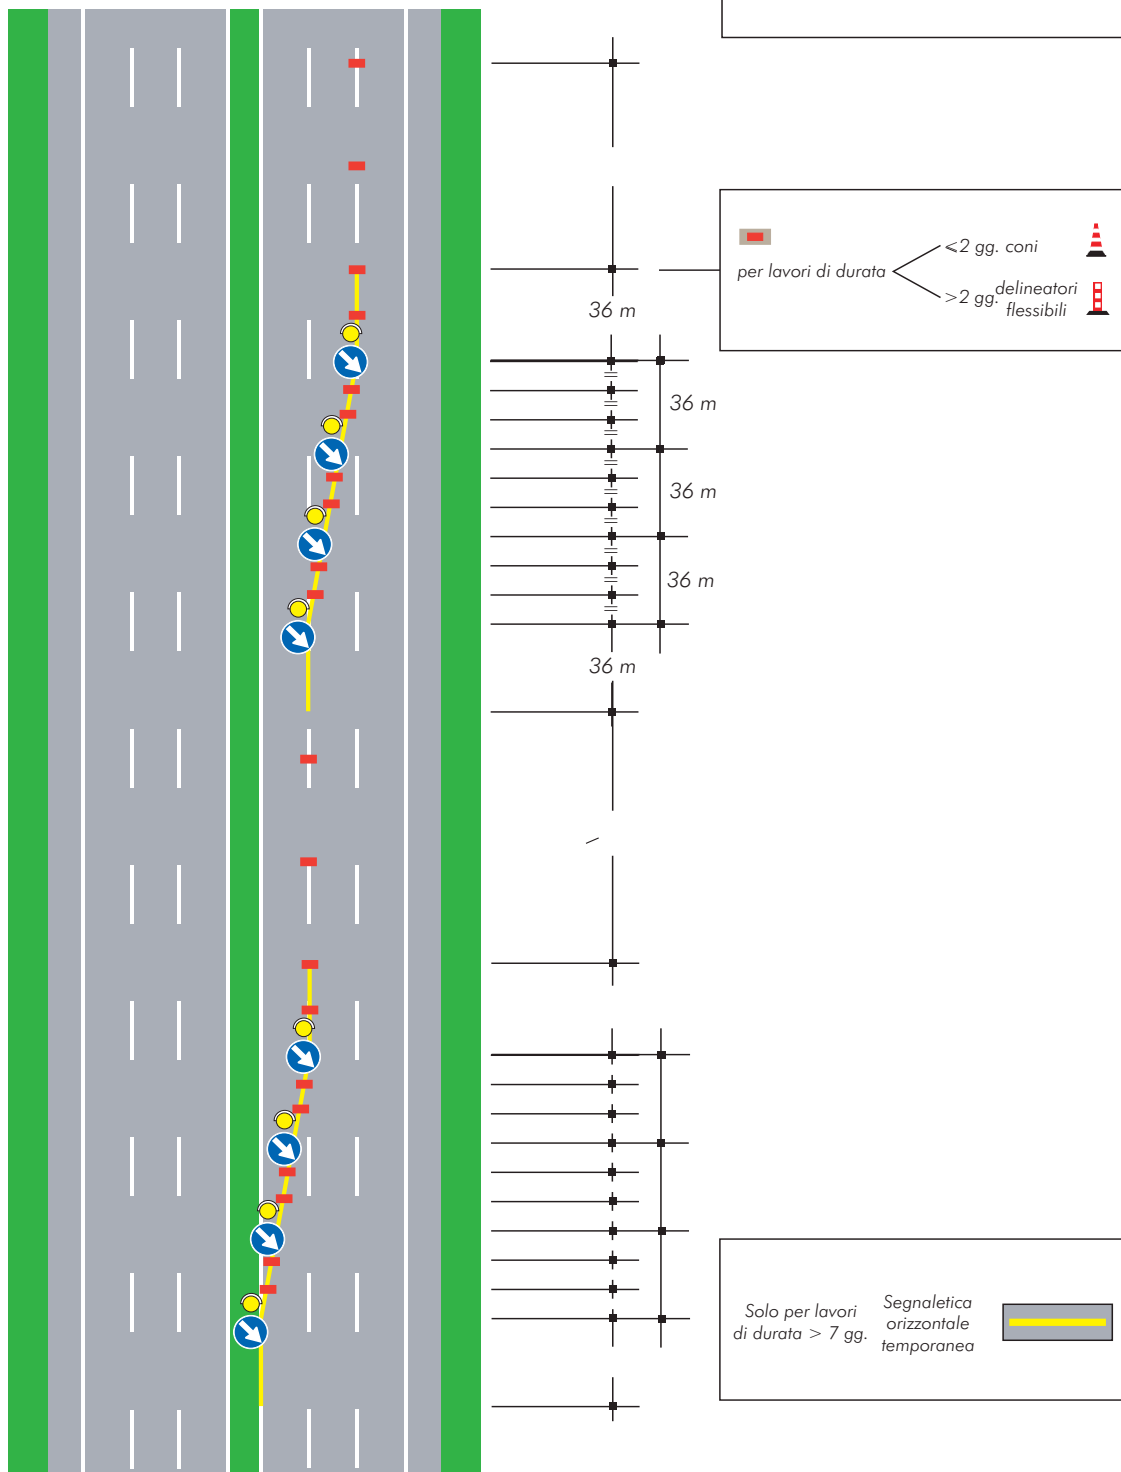 36 m
36 m
36 m
36 m
36 m
per lavori di durata
<2 gg. coni
>2 gg. delineatori
flessibili
Solo per lavori
di durata > 7 gg.
Segnaletica
orizzontale
temporanea